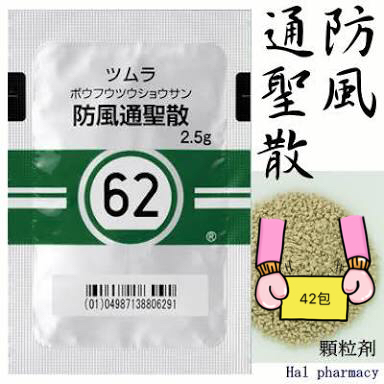 ツムラ
ボウフウツウショウサン
防風通聖散
2.5g
62
®
(01)04987138806291
防風
通聖散
42包
顆粒剤
Hal pharmacy